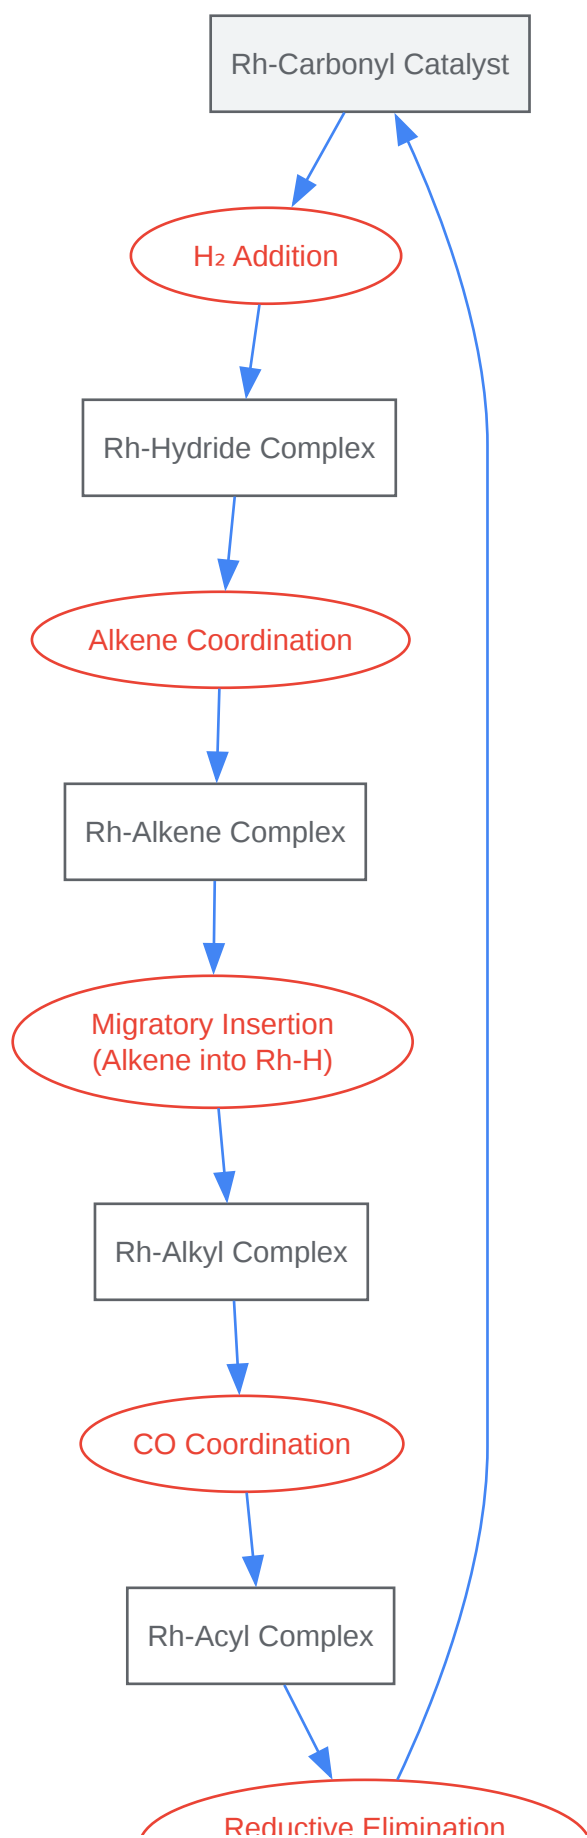 Rh-Carbonyl Catalyst
H₂ Addition
Rh-Hydride Complex
Alkene Coordination
Rh-Alkene Complex
Migratory Insertion
(Alkene into Rh-H)
Rh-Alkyl Complex
CO Coordination
Rh-Acyl Complex
Reductive Elimination